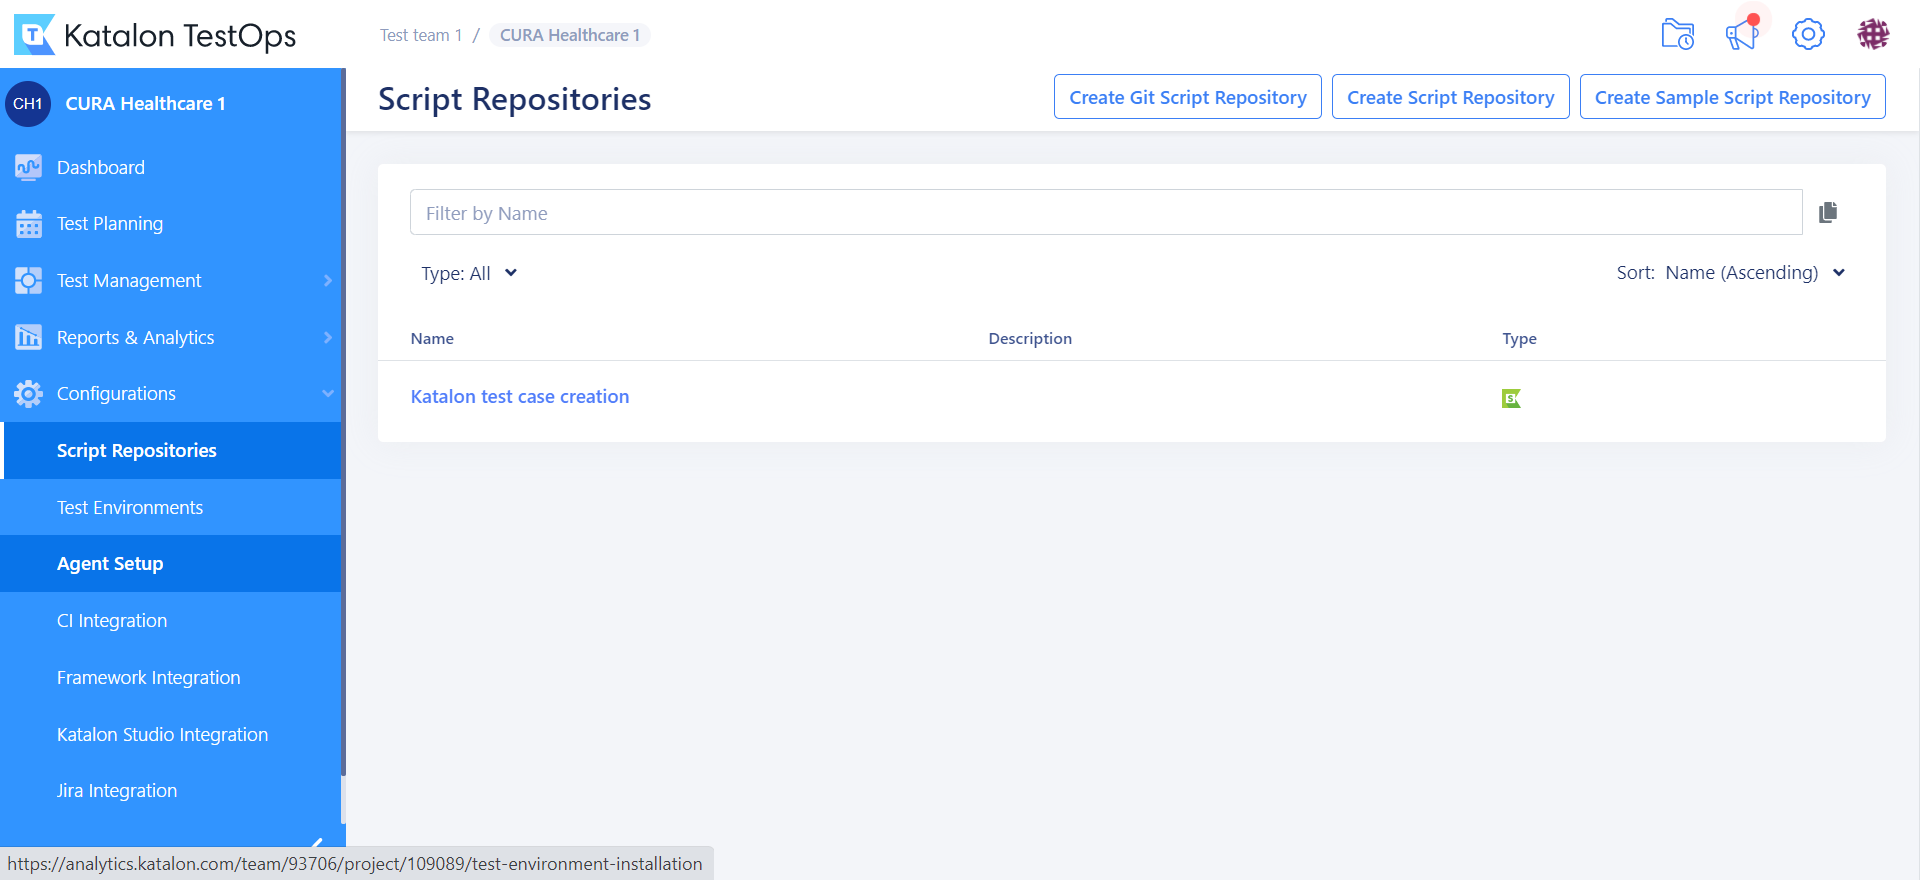 Katalon TestOps
Test team 1 / CURA Healthcare 1
CH1 CURA Healthcare 1
Dashboard
Test Planning
Test Management
Reports & Analytics
Configurations
Script Repositories
Test Environments
Agent Setup
CI Integration
Framework Integration
Katalon Studio Integration
Jira Integration
Script Repositories
Create Git Script Repository
Create Script Repository
Create Sample Script Repository
Filter by Name
Type: All
Sort: Name (Ascending)
Name Description Type
Katalon test case creation
https://analytics.katalon.com/team/93706/project/109089/test-environment-installation